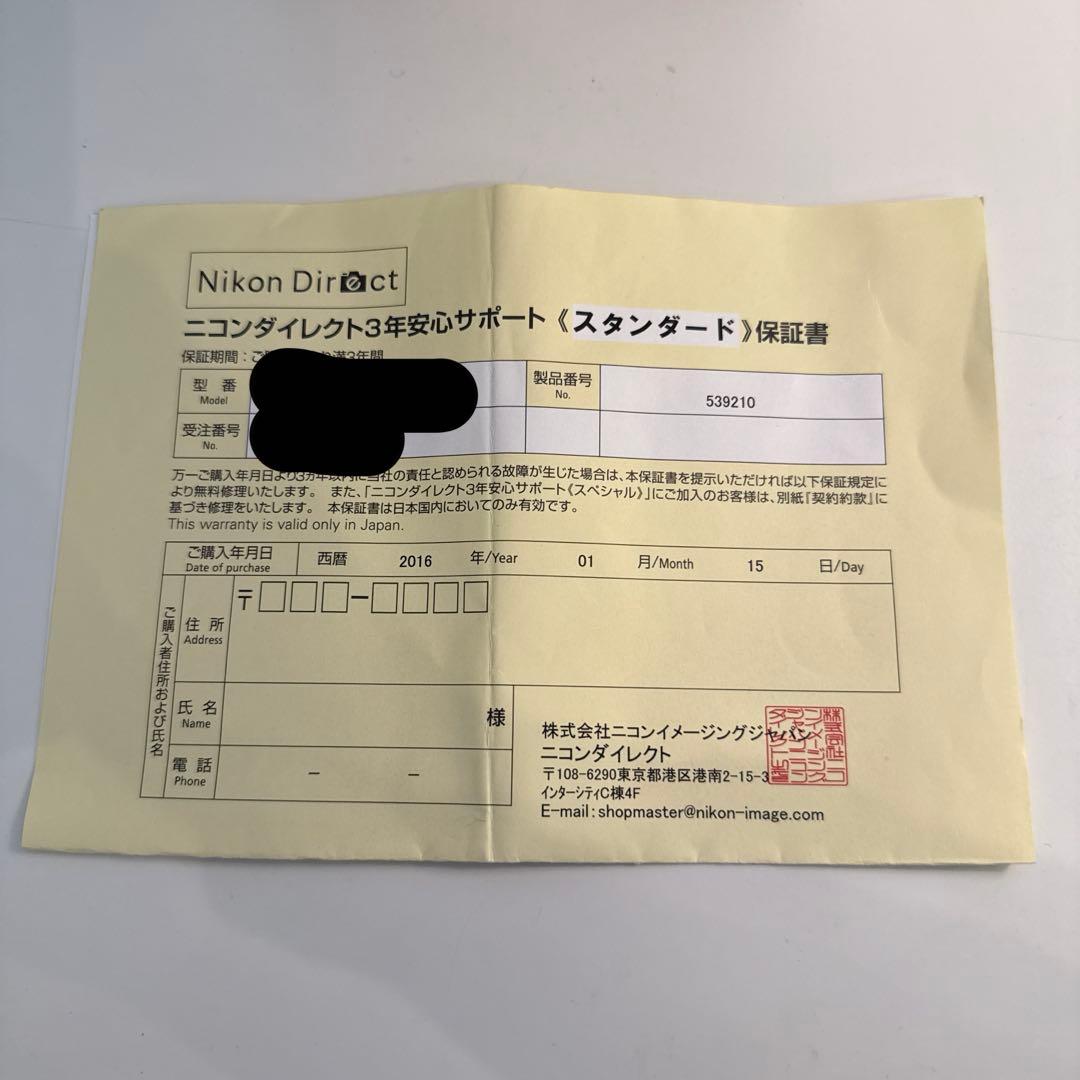 Nikon Direct
ニコンダイレクト3年安心サポート《スタンダード》保証書
保証期間：ご
満3年間
型番
Model
製品番号
No.
539210
受注番号
No.
万一ご購入年月日より3ヵ年以内に当社の責任と認められる故障が生じた場合は、本保証書を提示いただければ以下保証規定に
より無料修理いたします。 また、「ニコンダイレクト3年安心サポート《スペシャル》」にご加入のお客様は、別紙『契約約款』に
基づき修理をいたします。 本保証書は日本国内においてのみ有効です。
This warranty is valid only in Japan.
ご購入年月日
Date of purchase
西暦 2016 年/Year 01 月/Month 15 日/Day
ご購入者住所および氏名
住所
Address
〒
氏名
Name
様
電話
Phone
－ －
株式会社ニコンイメージングジャパン
ニコンダイレクト
〒108-6290東京都港区港南2-15-3
インターシティC棟4F
E-mail：shopmaster@nikon-image.com